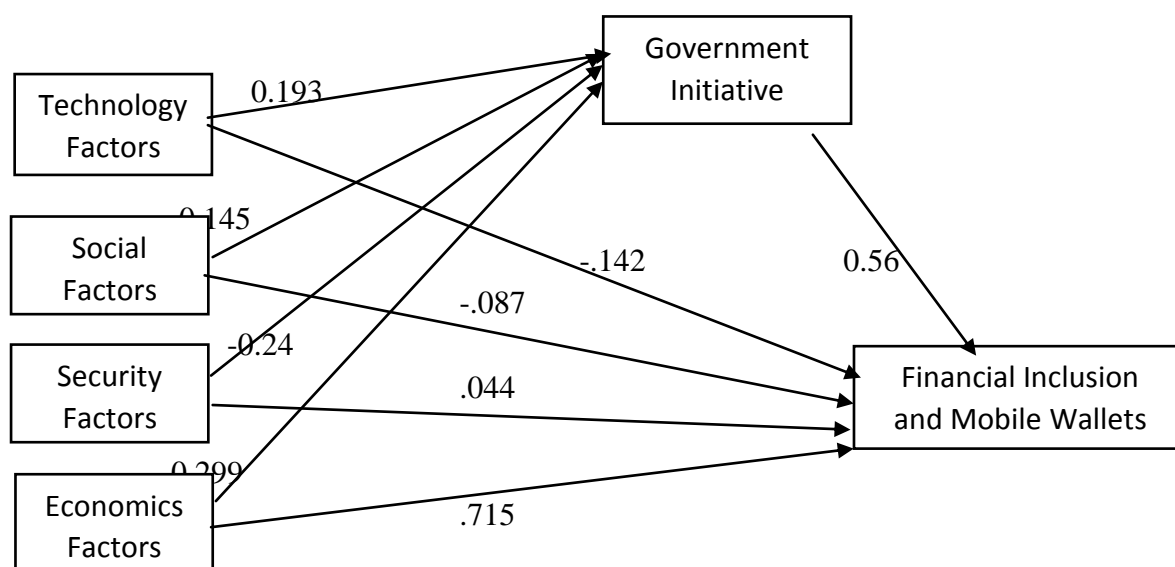 Government
Initiative
0.193
Technology
Factors
0.145
Social
Factors
-.142
0.56
-.087
-0.24
Security
Factors
.044
Financial Inclusion
and Mobile Wallets
0.299
Economics
Factors
.715